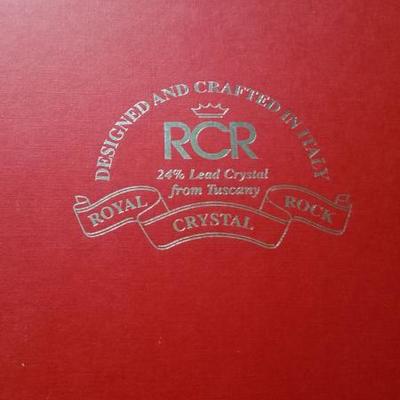 DESIGNED AND CRAFTED IN ITALY
RCR
24% Lead Crystal
from Tuscany
ROYAL CRYSTAL ROCK